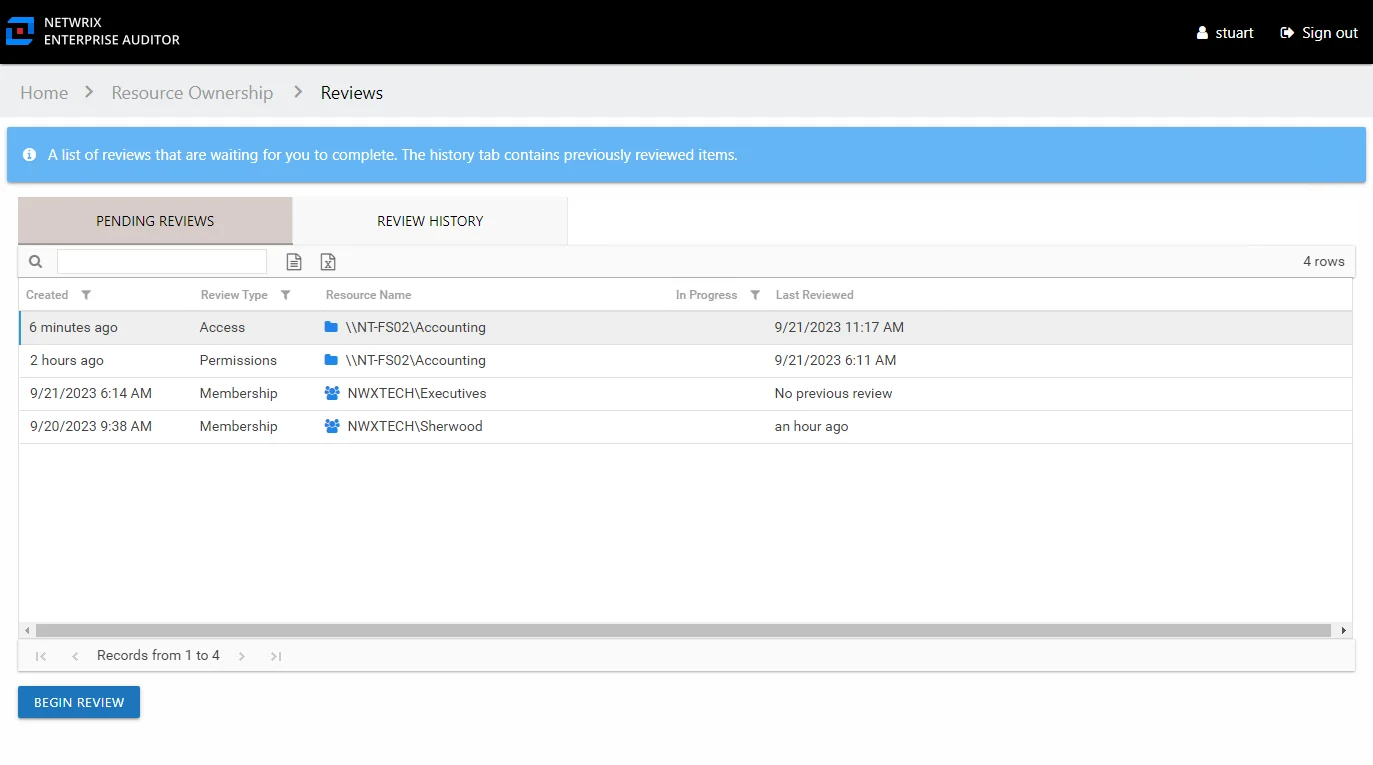 NETWRIX
ENTERPRISE AUDITOR
stuart Sign out
Home Resource Ownership Reviews
A list of reviews that are waiting for you to complete. The history tab contains previously reviewed items.
PENDING REVIEWS REVIEW HISTORY
4 rows
Created Review Type Resource Name In Progress Last Reviewed
6 minutes ago Access \\NT-FS02\Accounting 9/21/2023 11:17 AM
2 hours ago Permissions \\NT-FS02\Accounting 9/21/2023 6:11 AM
9/21/2023 6:14 AM Membership NWXTECH\Executives No previous review
9/20/2023 9:38 AM Membership NWXTECH\Sherwood an hour ago
Records from 1 to 4
BEGIN REVIEW